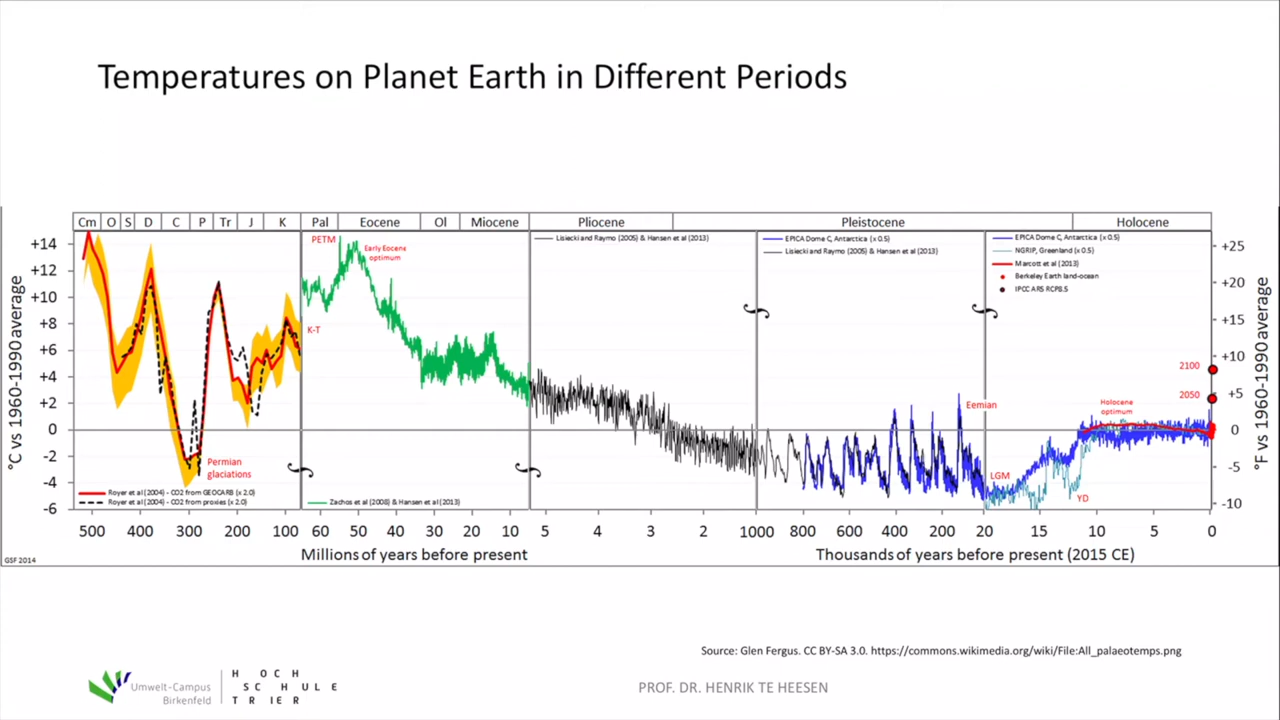 Temperatures on Planet Earth in Different Periods
Cm O S D C P Tr J K Pal Eocene Ol Miocene Pliocene Pleistocene Holocene
+14
+12
+10
+8
+6
+4
+2
0
-2
-4
-6
°C vs 1960-1990 average
PETM
Early Eocene
optimum
K-T
Permian
glaciations
Royer et al (2004) - CO2 from GEOCARB (x 2.0)
Royer et al (2004) - CO2 from proxies (x 2.0)
Zachos et al (2008) & Hansen et al (2013)
Lisiecki and Raymo (2005) & Hansen et al (2013)
EPICA Dome C, Antarctica (x 0.5)
Lisiecki and Raymo (2005) & Hansen et al (2013)
EPICA Dome C, Antarctica (x 0.5)
NGRIP, Greenland (x 0.5)
Marcott et al (2013)
Berkeley Earth land-ocean
IPCC AR5 RCP8.5
2100
2050
Eemian
Holocene
optimum
LGM
YD
+25
+20
+15
+10
+5
0
-5
-10
°F vs 1960-1990 average
500 400 300 200 100 60 50 40 30 20 10 5 4 3 2 1000 800 600 400 200 20 15 10 5 0
Millions of years before present
Thousands of years before present (2015 CE)
GSF 2014
Source: Glen Fergus. CC BY-SA 3.0. https://commons.wikimedia.org/wiki/File:All_palaeotemps.png
Umwelt-Campus
Birkenfeld
HOCH
SCHULE
TRIER
PROF. DR. HENRIK TE HEESEN